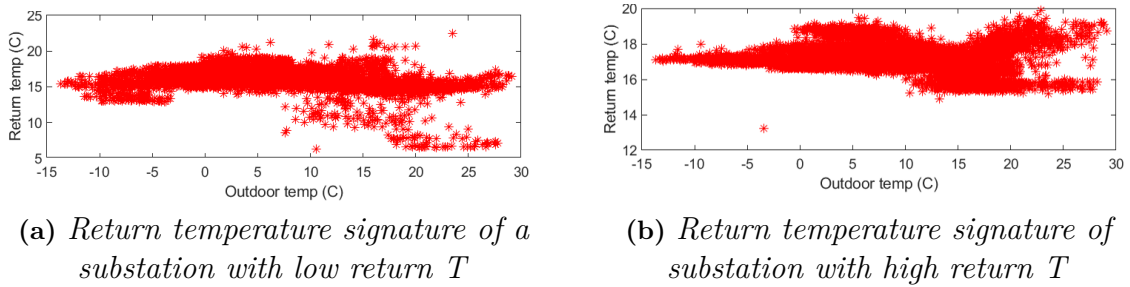 25
20
15
10
5
-15 -10 -5 0 5 10 15 20 25 30
Return temp (C)
Outdoor temp (C)
(a) Return temperature signature of a
substation with low return T
20
18
16
14
12
-15 -10 -5 0 5 10 15 20 25 30
Return temp (C)
Outdoor temp (C)
(b) Return temperature signature of
substation with high return T